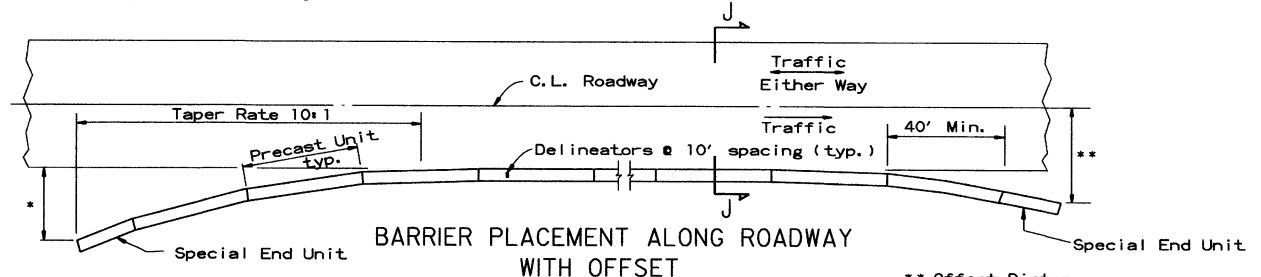 J
Traffic
Either Way
C.L. Roadway
Taper Rate 10:1
Traffic
40' Min.
Precast Unit
typ.
Delineators @ 10' spacing (typ.)
*
**
J
Special End Unit
BARRIER PLACEMENT ALONG ROADWAY
WITH OFFSET
Special End Unit
** Offset